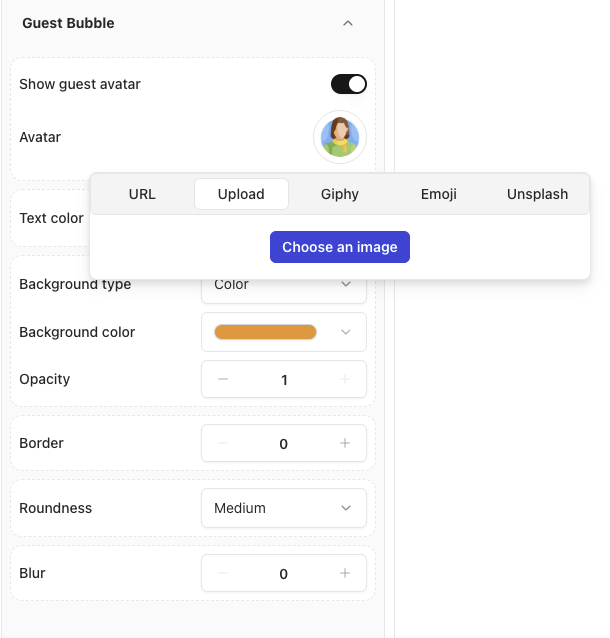 Guest Bubble
Show guest avatar
Avatar
URL Upload Giphy Emoji Unsplash
Text color
Choose an image
Background type Color
Background color
Opacity 1
Border 0
Roundness Medium
Blur 0